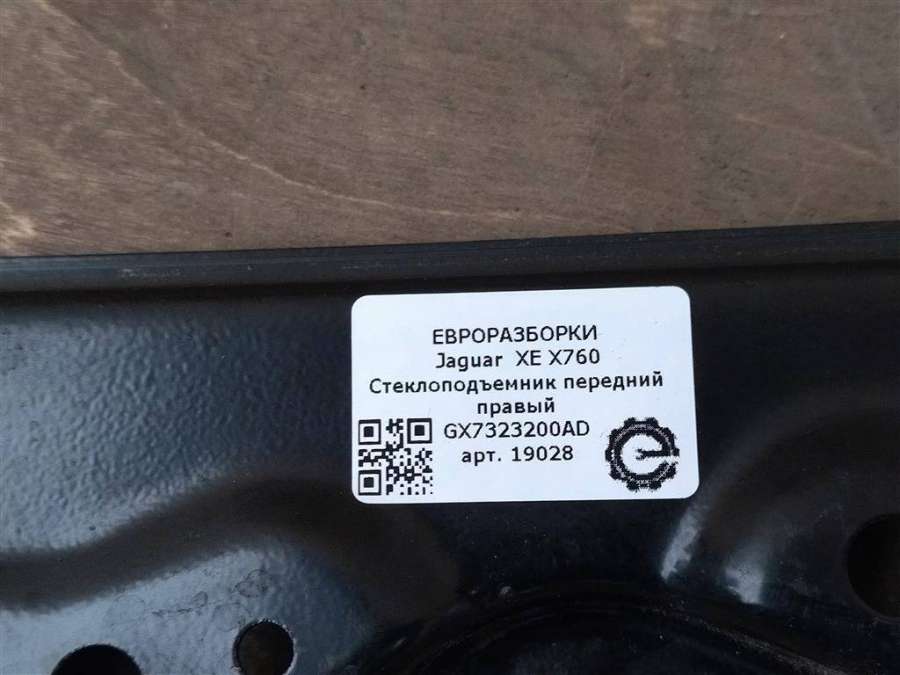 ЕВРОРАЗБОРКИ
Jaguar XE X760
Стеклоподъемник передний
правый
GX7323200AD
арт. 19028